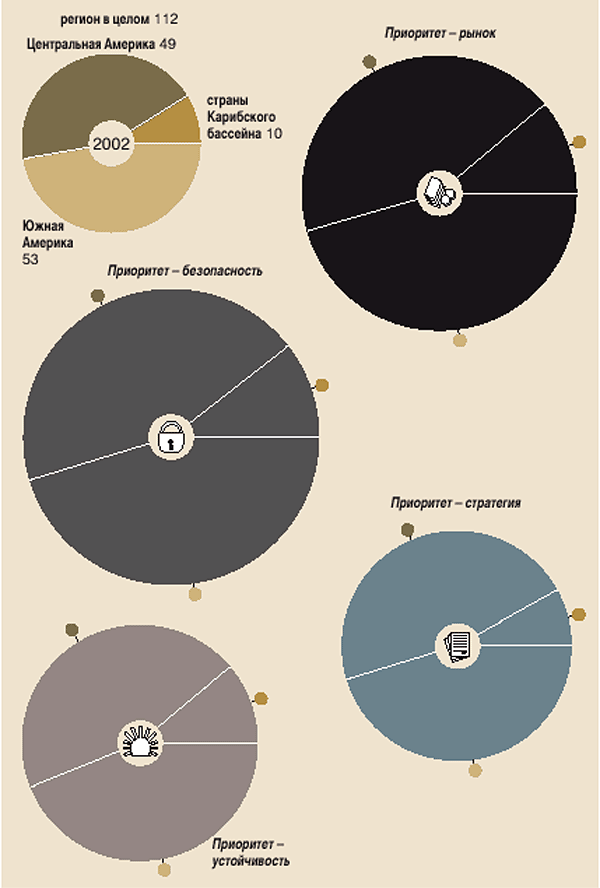 регион в целом 112
Центральная Америка 49
2002
страны
Карибского
бассейна 10
Южная
Америка
53
Приоритет – рынок
Приоритет – безопасность
Приоритет – стратегия
Приоритет –
устойчивость